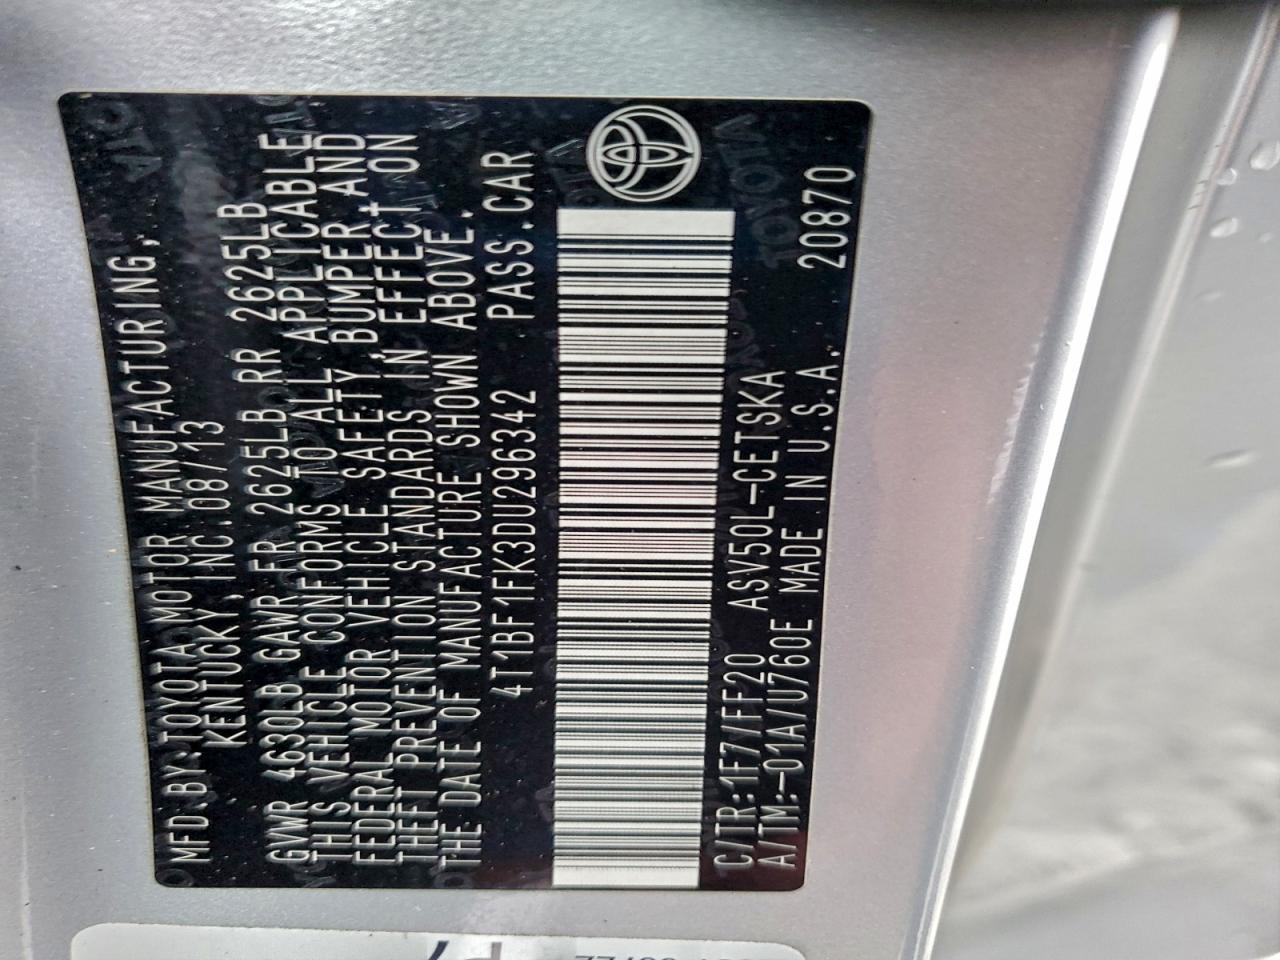 MFD.BY:TOYOTA MOTOR MANUFACTURING,
KENTUCKY,INC.08/13
GVWR 4630LB GAWR FR 2625LB RR 2625LB
THIS VEHICLE CONFORMS TO ALL APPLICABLE
FEDERAL MOTOR VEHICLE SAFETY,BUMPER,AND
THEFT PREVENTION STANDARDS IN EFFECT ON
THE DATE OF MANUFACTURE SHOWN ABOVE.
4T1BF1FK3DU296342 PASS.CAR
C/TR:1F7/FF20 ASV50L-CETSKA
A/TM:-01A/U760E MADE IN U.S.A. 20870